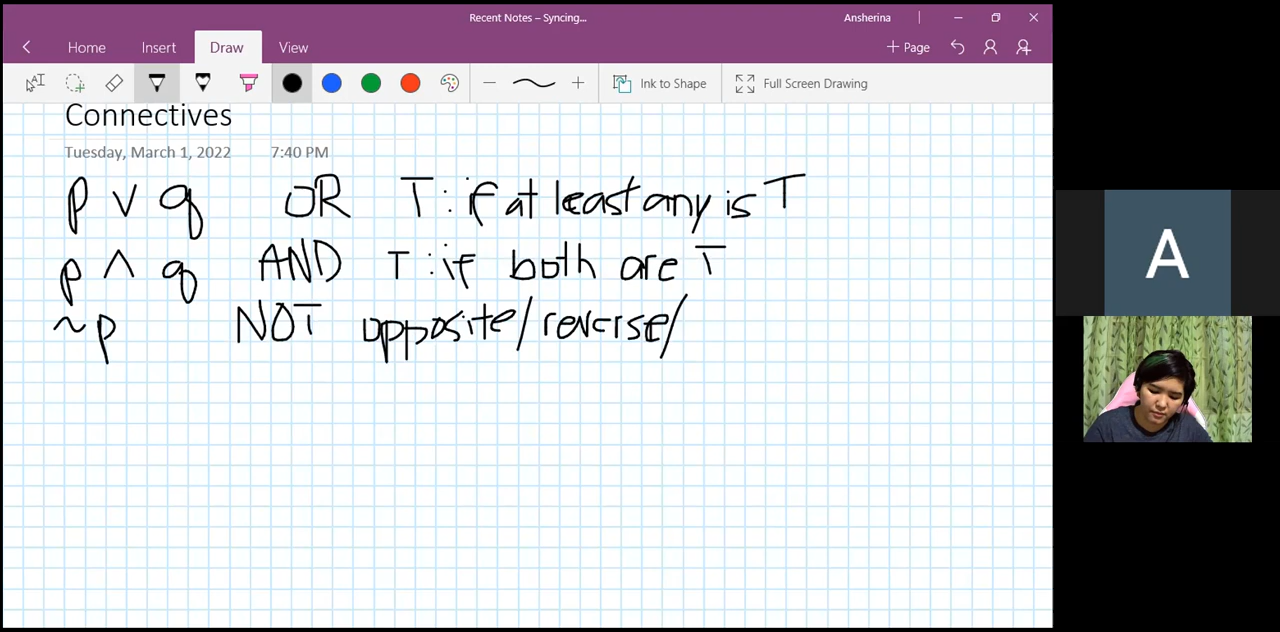 Recent Notes – Syncing...
Ansherina
Home Insert Draw View
Page
Ink to Shape
Full Screen Drawing
Connectives
Tuesday, March 1, 2022 7:40 PM
p ∨ q OR T : if at least any is T
p ∧ q AND T : if both are T
~p NOT opposite/reverse/
A